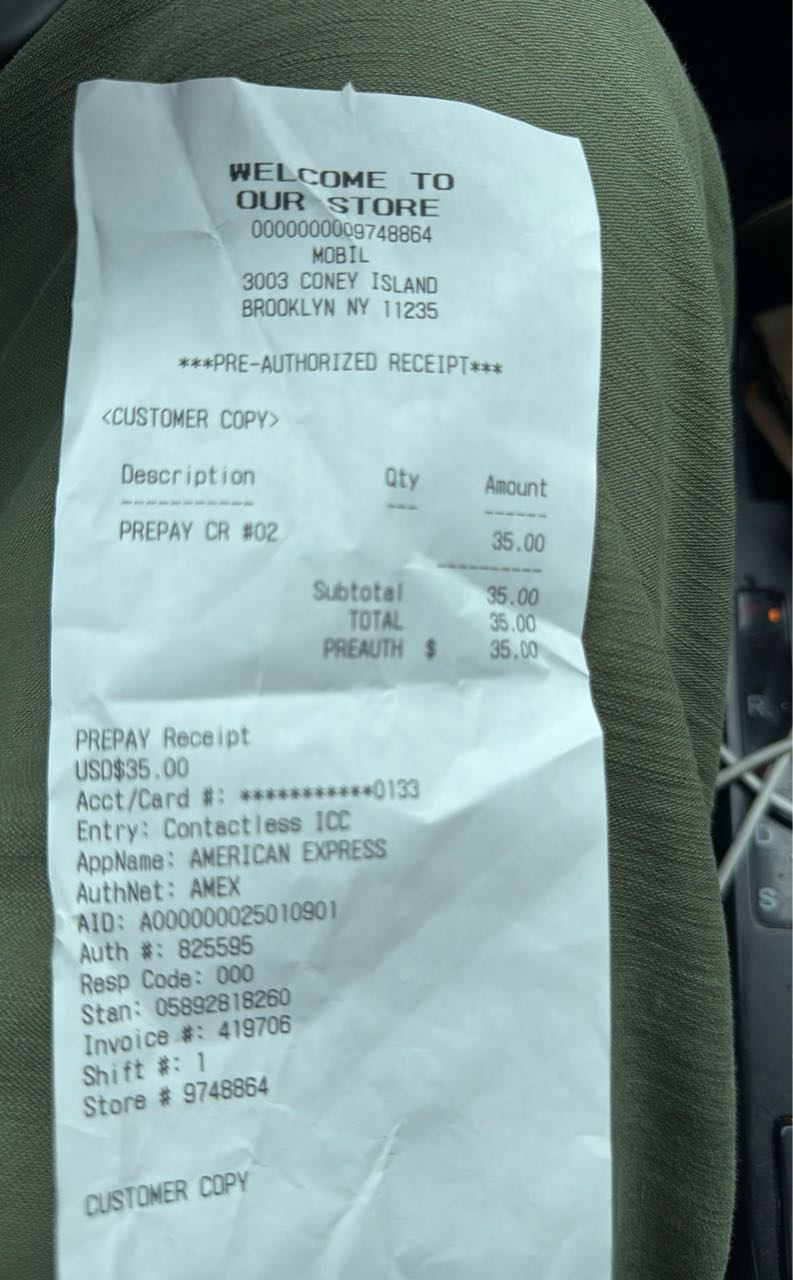 WELCOME TO
OUR STORE
0000000009748864
MOBIL
3003 CONEY ISLAND
BROOKLYN NY 11235
***PRE-AUTHORIZED RECEIPT***
<CUSTOMER COPY>
Description Qty Amount
----------- --- ------
PREPAY CR #02 35.00
----------
Subtotal 35.00
TOTAL 35.00
PREAUTH $ 35.00
PREPAY Receipt
USD$35.00
Acct/Card #: ***********0133
Entry: Contactless ICC
AppName: AMERICAN EXPRESS
AuthNet: AMEX
AID: A000000025010901
Auth #: 825595
Resp Code: 000
Stan: 05892818260
Invoice #: 419706
Shift #: 1
Store # 9748864
CUSTOMER COPY
R
S